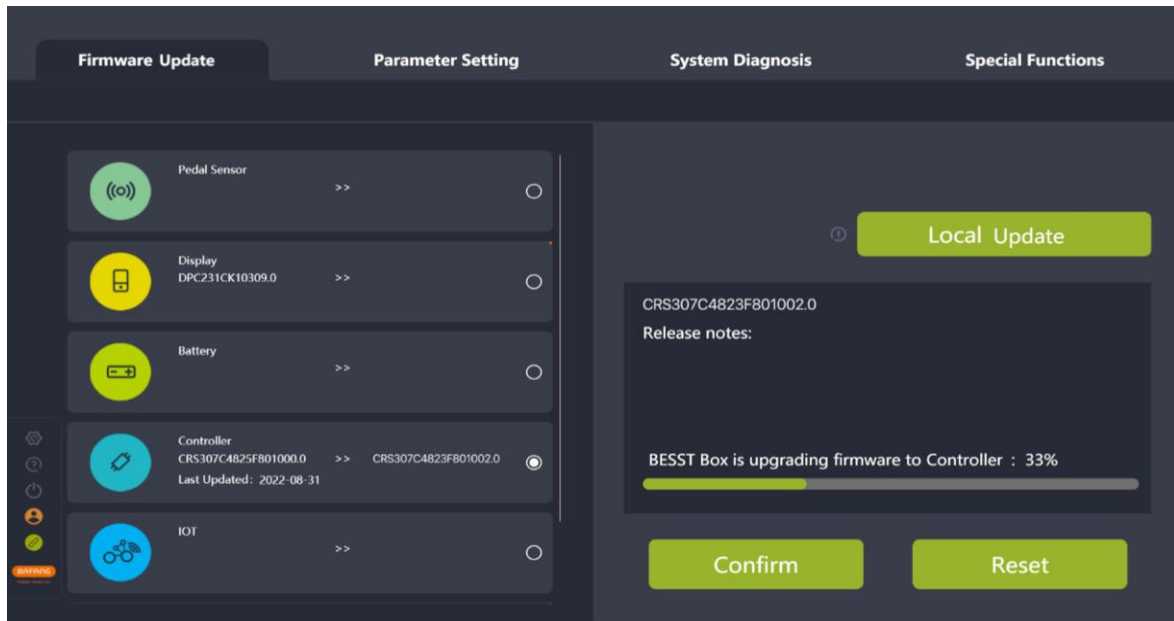 Firmware Update
Parameter Setting
System Diagnosis
Special Functions
Pedal Sensor
>>
Display
DPC231CK10309.0 >>
Battery
>>
Controller
CRS307C4825F801000.0 >> CRS307C4823F801002.0
Last Updated: 2022-08-31
IOT
>>
BAFANG
Local Update
CRS307C4823F801002.0
Release notes:
BESST Box is upgrading firmware to Controller : 33%
Confirm
Reset